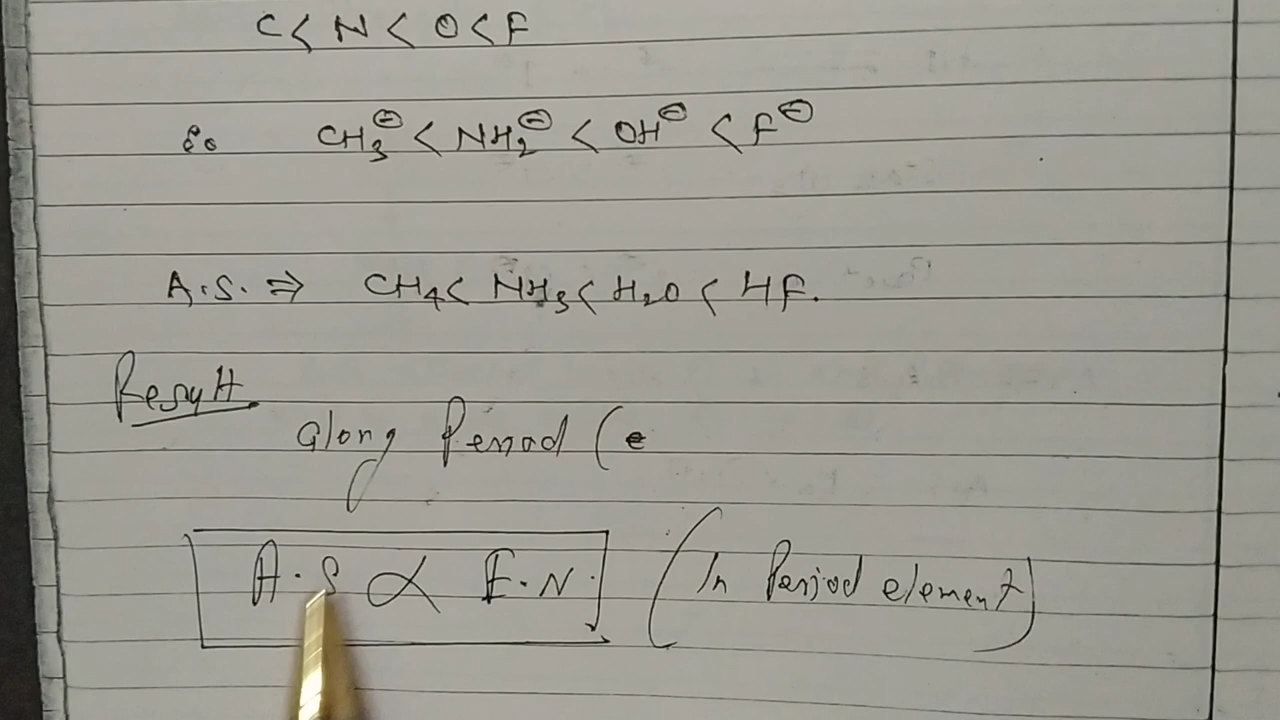 C < N < O < F
So CH₃⊖ < NH₂⊖ < OH⊖ < F⊖
A.S. ⇒ CH₄ < NH₃ < H₂O < HF.
Result
along Period (e
A.S ∝ E.N. (In Period element)